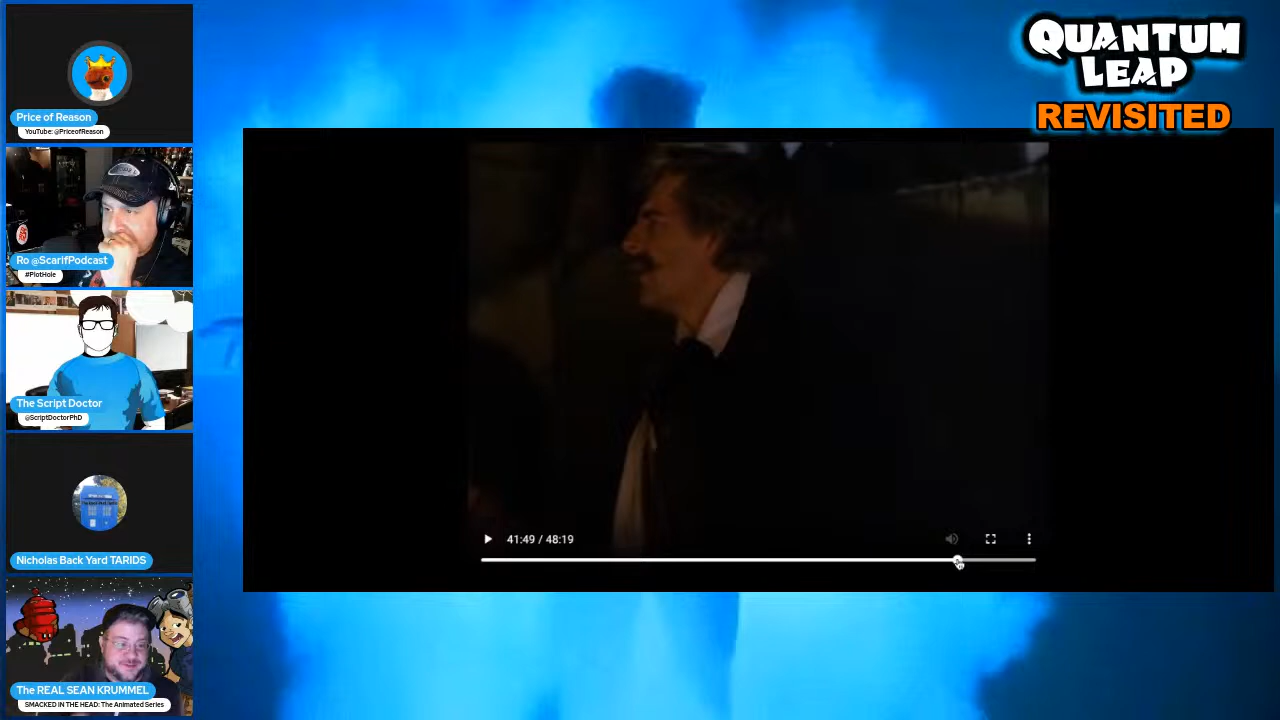 QUANTUM
LEAP
REVISITED
Price of Reason
YouTube: @PriceofReason
Ro @ScarifPodcast
#PlotHole
The Script Doctor
@ScriptDoctorPhD
Nicholas Back Yard TARIDS
The REAL SEAN KRUMMEL
SMACKED IN THE HEAD: The Animated Series
41:49 / 48:19